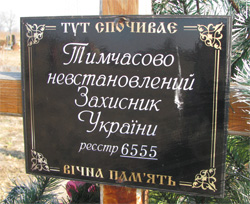 ТУТ СПОЧИВАЄ
Тимчасово
невстановлений
Захисник
України
реєстр 6555
ВІЧНА ПАМ'ЯТЬ